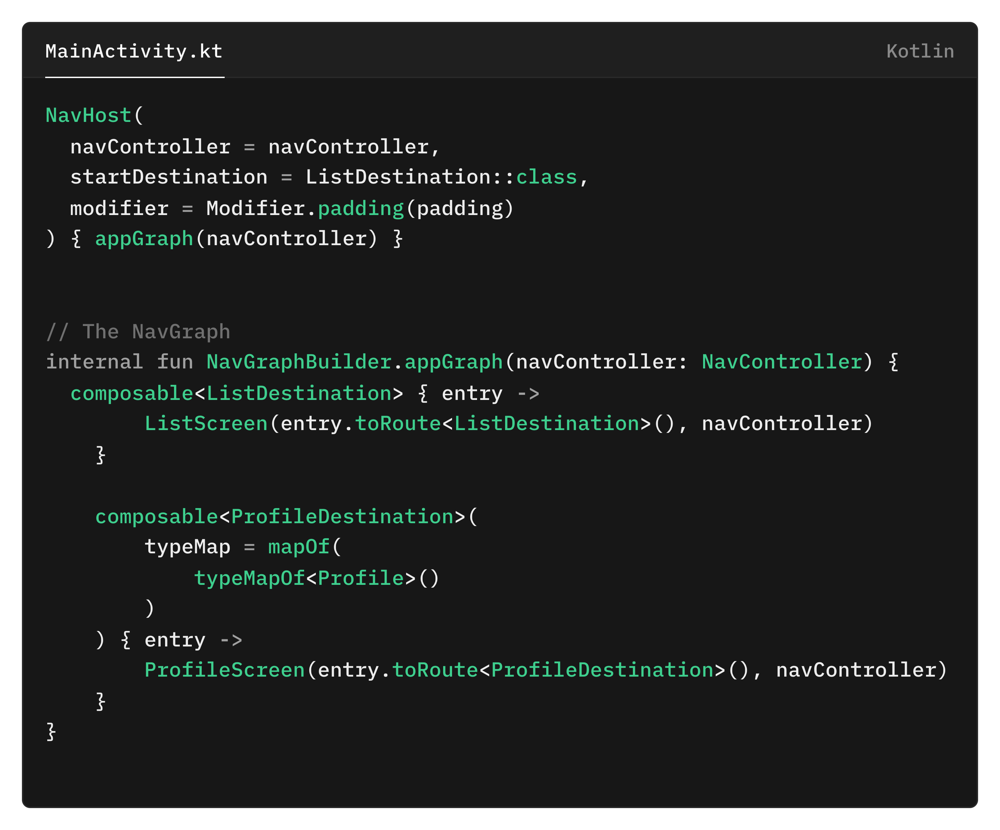 MainActivity.kt
Kotlin
NavHost(
  navController = navController,
  startDestination = ListDestination::class,
  modifier = Modifier.padding(padding)
) { appGraph(navController) }
// The NavGraph
internal fun NavGraphBuilder.appGraph(navController: NavController) {
  composable<ListDestination> { entry ->
        ListScreen(entry.toRoute<ListDestination>(), navController)
    }
    composable<ProfileDestination>(
        typeMap = mapOf(
            typeMapOf<Profile>()
        )
    ) { entry ->
        ProfileScreen(entry.toRoute<ProfileDestination>(), navController)
    }
}